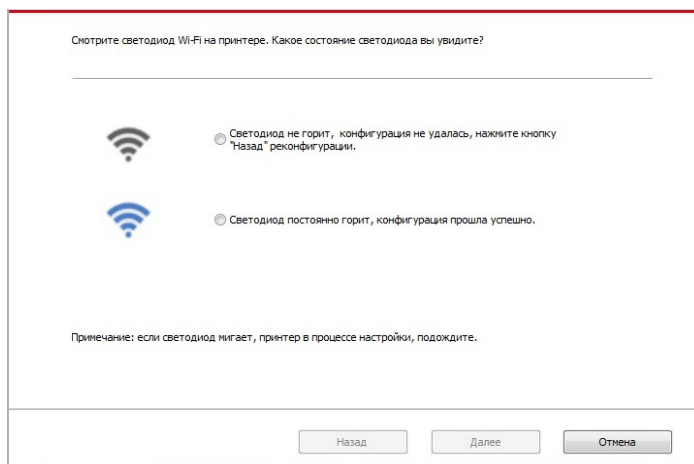 Смотрите светодиод Wi-Fi на принтере. Какое состояние светодиода вы увидите?
Светодиод не горит, конфигурация не удалась, нажмите кнопку
"Назад" реконфигурации.
Светодиод постоянно горит, конфигурация прошла успешно.
Примечание: если светодиод мигает, принтер в процессе настройки, подождите.
Назад
Далее
Отмена